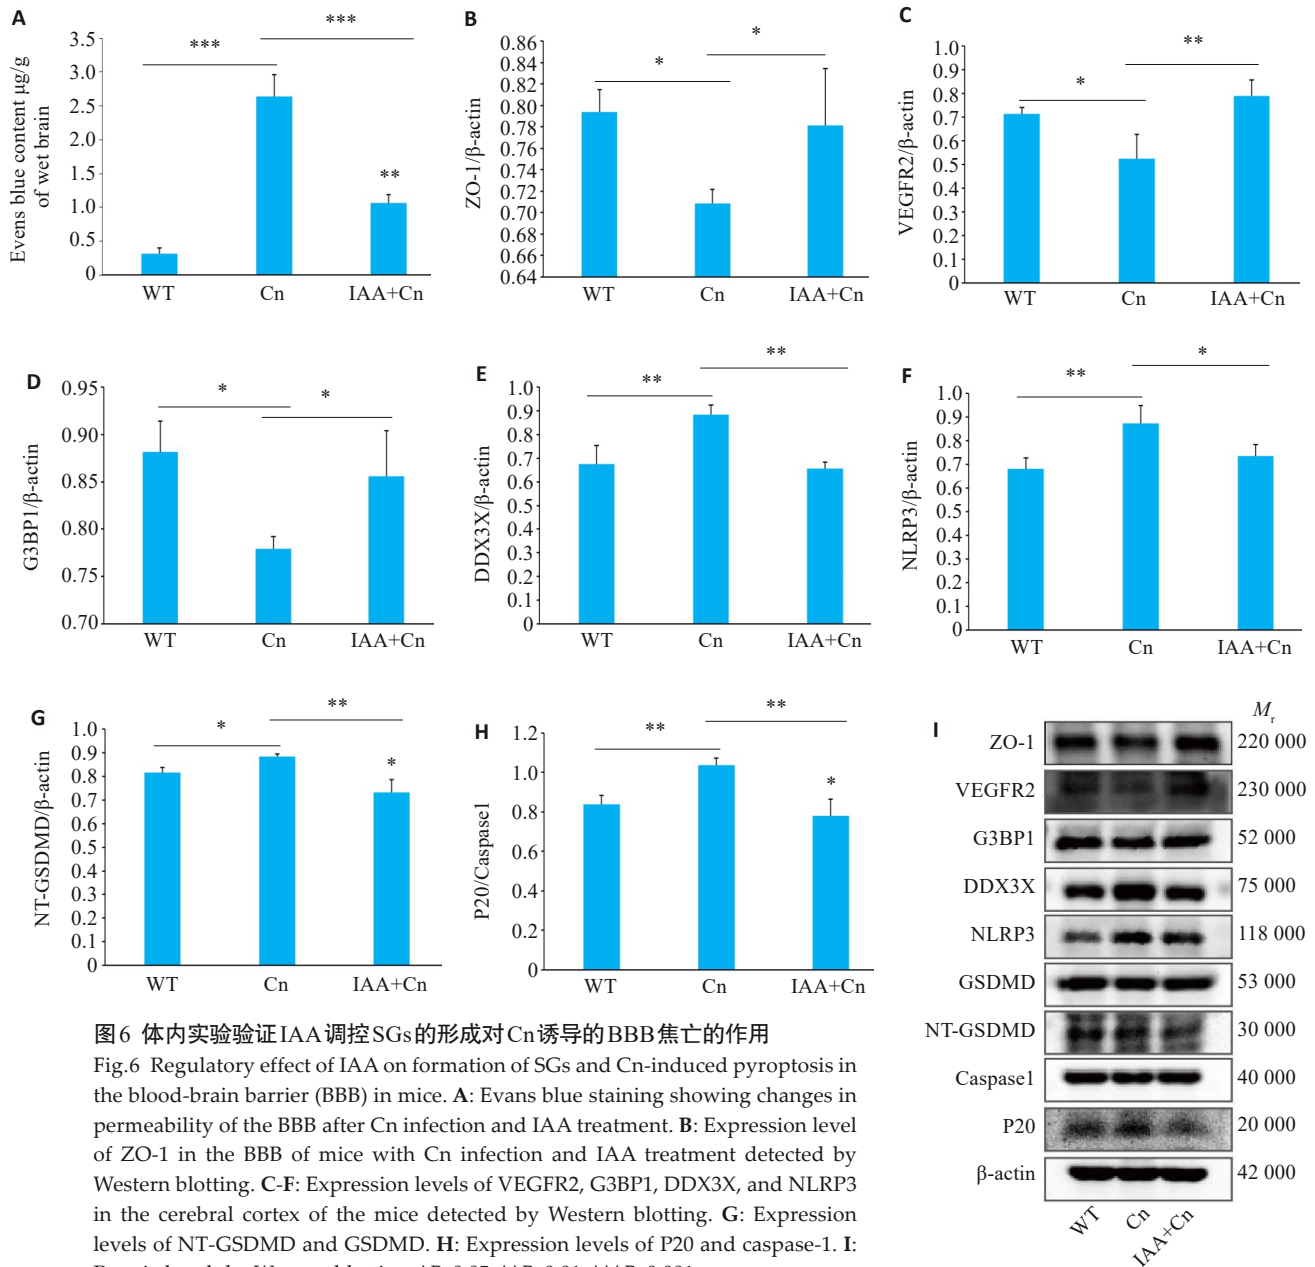 A
***
***
3.5
3.0
2.5
2.0
1.5
1.0
0.5
0
Evens blue content μg/g
of wet brain
**
WT Cn IAA+Cn
B
*
*
0.86
0.84
0.82
0.80
0.78
0.76
0.74
0.72
0.70
0.68
0.66
0.64
ZO-1/β-actin
WT Cn IAA+Cn
C
**
*
1.0
0.9
0.8
0.7
0.6
0.5
0.4
0.3
0.2
0.1
0
VEGFR2/β-actin
WT Cn IAA+Cn
D
*
*
0.95
0.90
0.85
0.80
0.75
0.70
G3BP1/β-actin
WT Cn IAA+Cn
E
**
**
1.0
0.9
0.8
0.7
0.6
0.5
0.4
0.3
0.2
0.1
0
DDX3X/β-actin
WT Cn IAA+Cn
F
*
**
1.0
0.9
0.8
0.7
0.6
0.5
0.4
0.3
0.2
0.1
0
NLRP3/β-actin
WT Cn IAA+Cn
G
**
*
*
1.0
0.9
0.8
0.7
0.6
0.5
0.4
0.3
0.2
0.1
0
NT-GSDMD/β-actin
WT Cn IAA+Cn
H
**
**
*
1.2
1.0
0.8
0.6
0.4
0.2
0
P20/Caspase1
WT Cn IAA+Cn
I
Mr
ZO-1 220 000
VEGFR2 230 000
G3BP1 52 000
DDX3X 75 000
NLRP3 118 000
GSDMD 53 000
NT-GSDMD 30 000
Caspase1 40 000
P20 20 000
β-actin 42 000
WT Cn IAA+Cn
图6 体内实验验证IAA调控SGs的形成对Cn诱导的BBB焦亡的作用
Fig.6 Regulatory effect of IAA on formation of SGs and Cn-induced pyroptosis in
the blood-brain barrier (BBB) in mice. A: Evans blue staining showing changes in
permeability of the BBB after Cn infection and IAA treatment. B: Expression level
of ZO-1 in the BBB of mice with Cn infection and IAA treatment detected by
Western blotting. C-F: Expression levels of VEGFR2, G3BP1, DDX3X, and NLRP3
in the cerebral cortex of the mice detected by Western blotting. G: Expression
levels of NT-GSDMD and GSDMD. H: Expression levels of P20 and caspase-1. I: